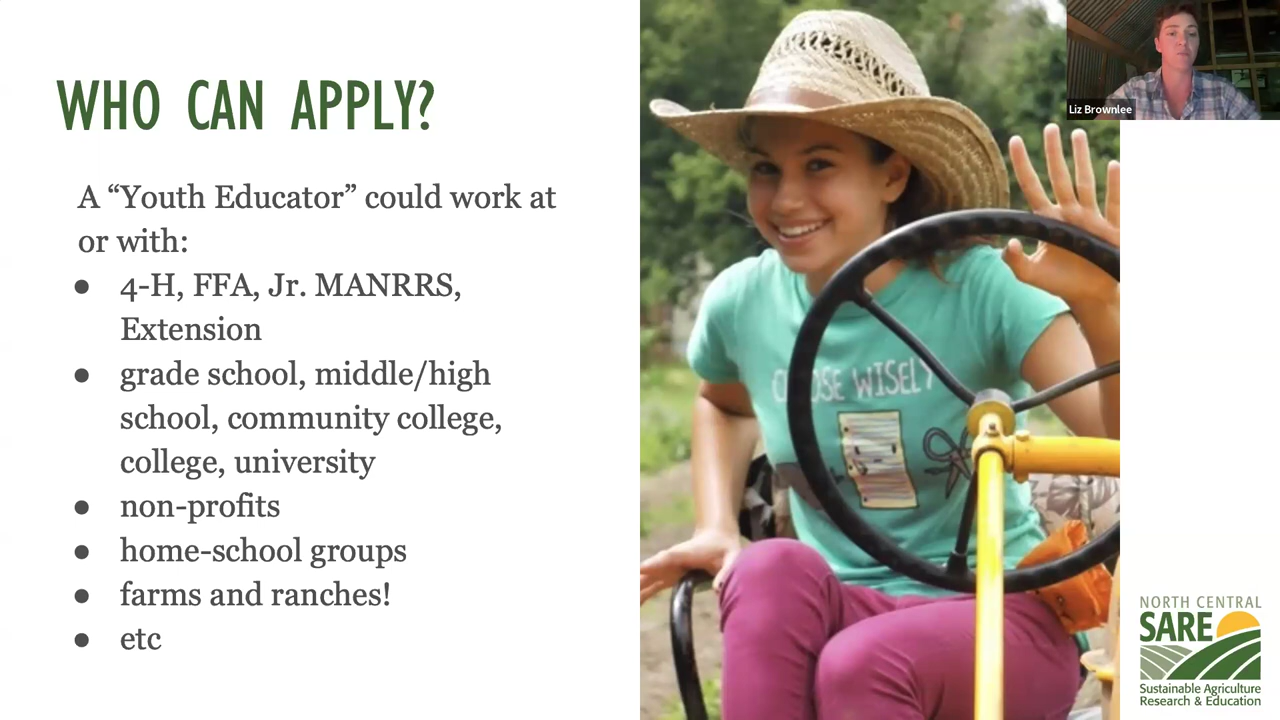 WHO CAN APPLY?
A “Youth Educator” could work at
or with:
● 4-H, FFA, Jr. MANRRS,
Extension
● grade school, middle/high
school, community college,
college, university
● non-profits
● home-school groups
● farms and ranches!
● etc
Liz Brownlee
WISELY
NORTH CENTRAL
SARE
Sustainable Agriculture
Research & Education